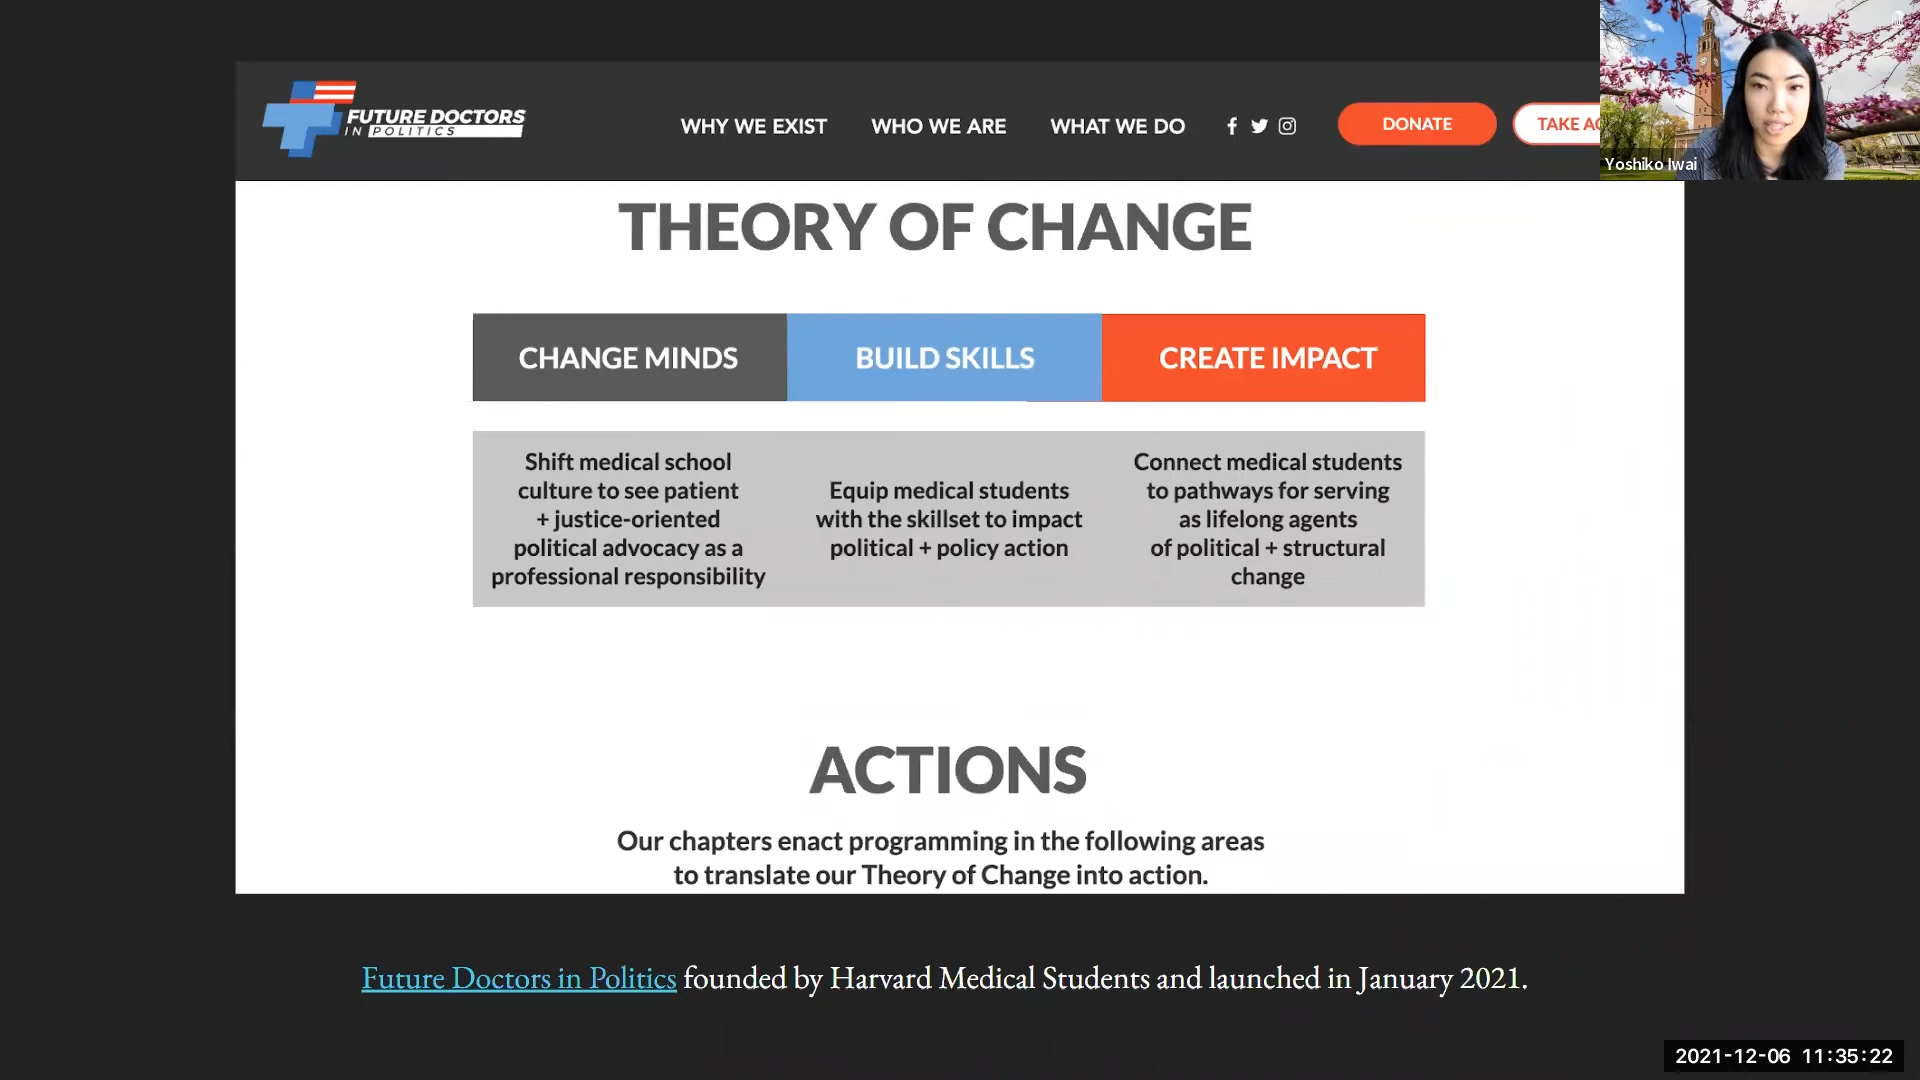 FUTURE DOCTORS
IN POLITICS
WHY WE EXIST
WHO WE ARE
WHAT WE DO
DONATE
TAKE AC
Yoshiko Iwai
THEORY OF CHANGE
CHANGE MINDS
BUILD SKILLS
CREATE IMPACT
Shift medical school
culture to see patient
+ justice-oriented
political advocacy as a
professional responsibility
Equip medical students
with the skillset to impact
political + policy action
Connect medical students
to pathways for serving
as lifelong agents
of political + structural
change
ACTIONS
Our chapters enact programming in the following areas
to translate our Theory of Change into action.
Future Doctors in Politics founded by Harvard Medical Students and launched in January 2021.
2021-12-06 11:35:22